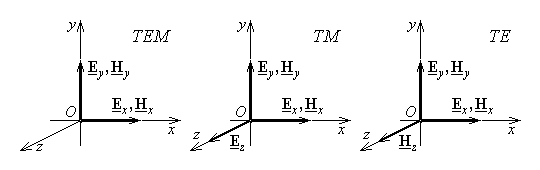 y TEM
E_y, H_y
O E_x, H_x
x
z
y TM
E_y, H_y
O E_x, H_x
x
z
E_z
y TE
E_y, H_y
O E_x, H_x
x
z
H_z